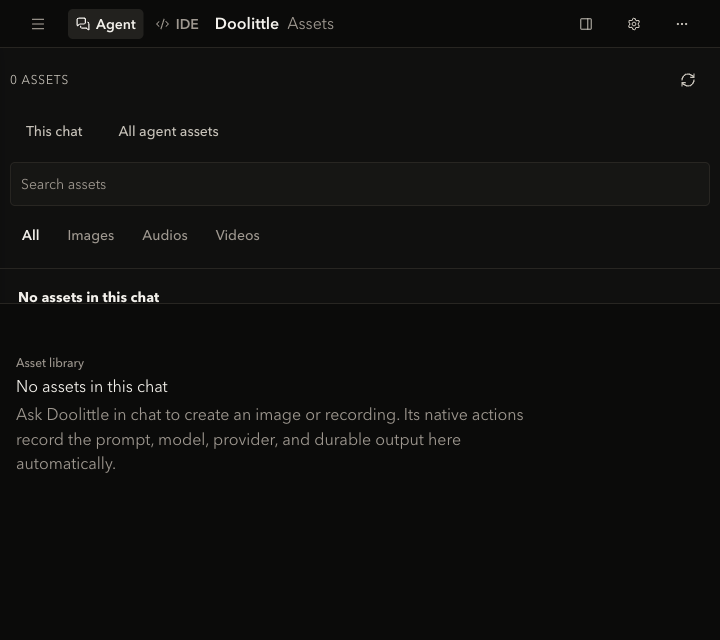 Agent
IDE
Doolittle Assets
0 ASSETS
This chat
All agent assets
Search assets
All
Images
Audios
Videos
No assets in this chat
Asset library
No assets in this chat
Ask Doolittle in chat to create an image or recording. Its native actions
record the prompt, model, provider, and durable output here
automatically.